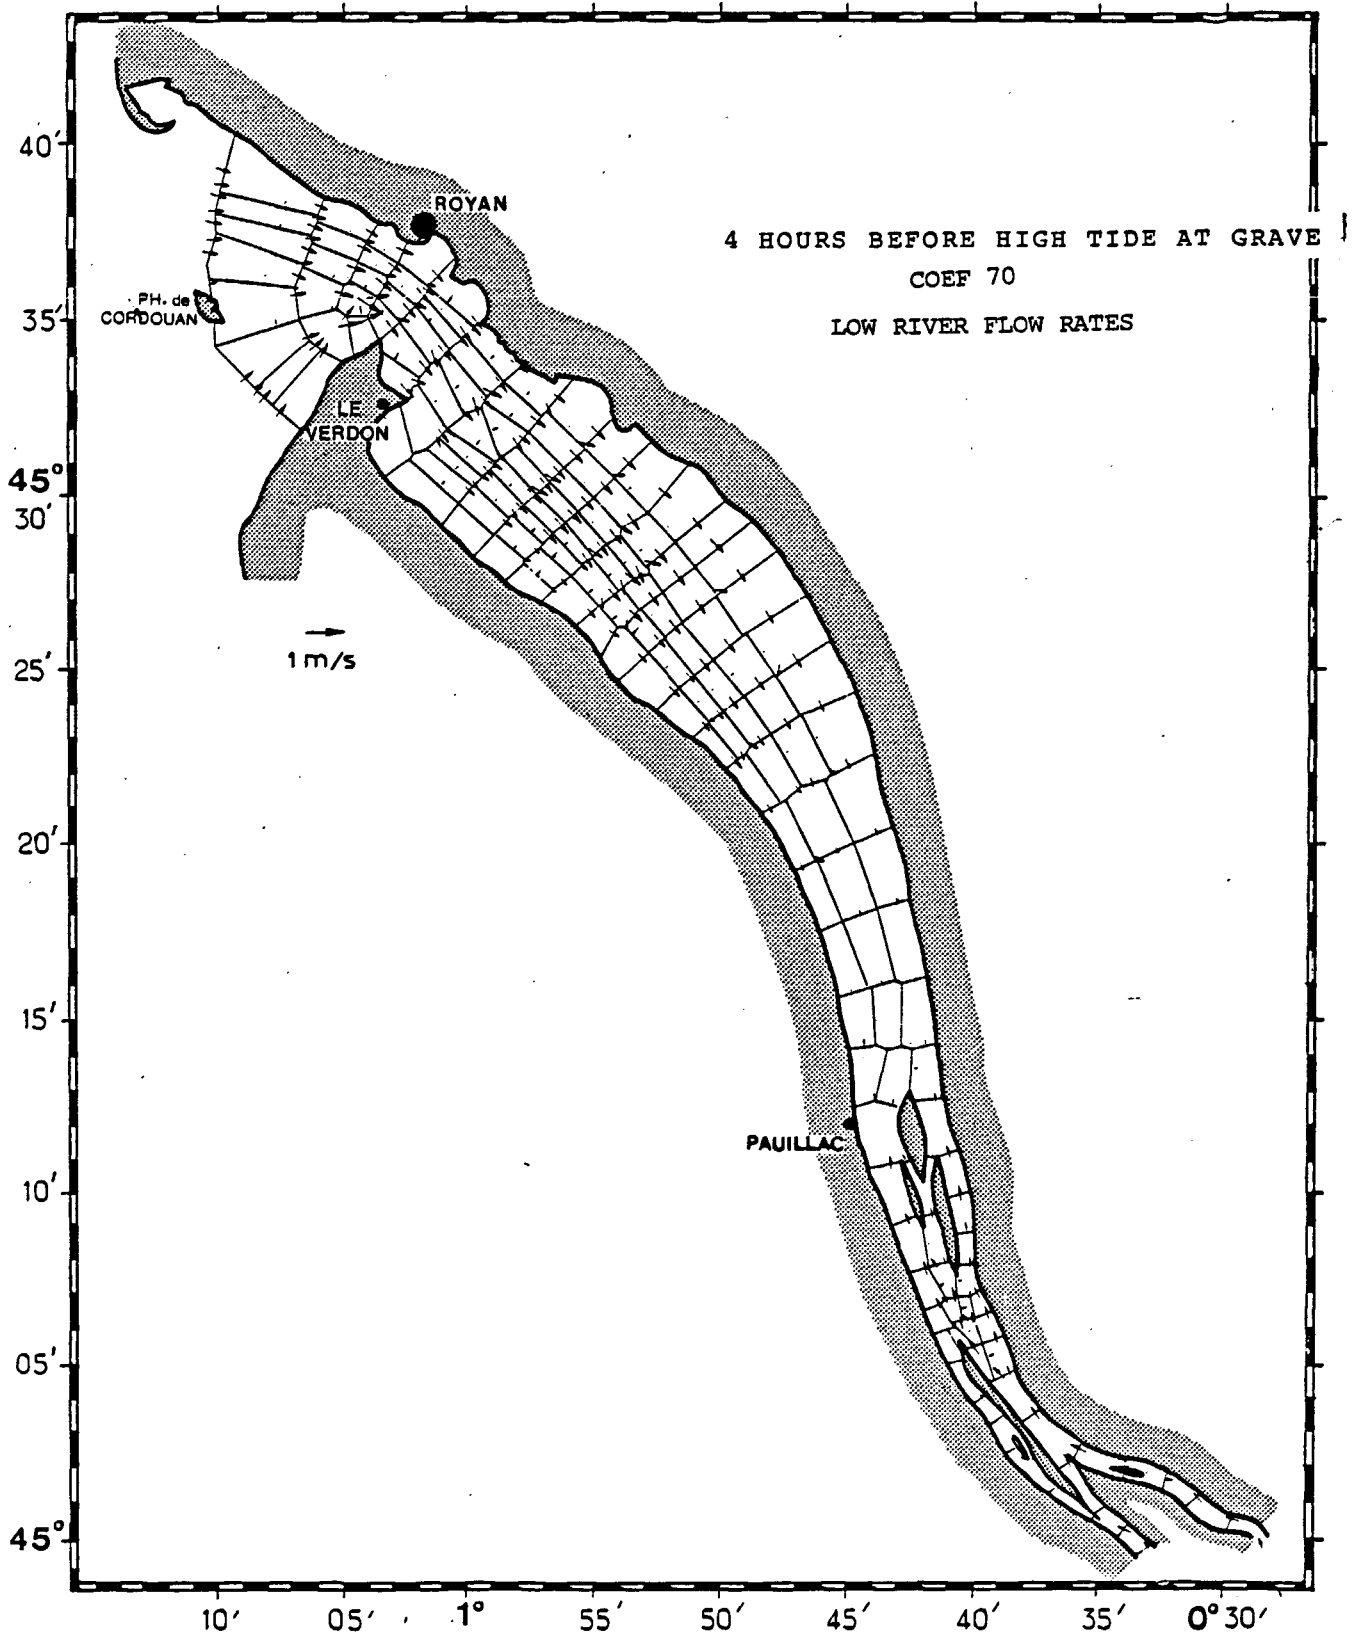 40′
ROYAN
4 HOURS BEFORE HIGH TIDE AT GRAVE
COEF 70
PH. de
CORDOUAN
35′
LOW RIVER FLOW RATES
LE
VERDON
45°
30′
1 m/s
25′
20′
15′
PAUILLAC
10′
05′
45°
10′ 05′ 1° 55′ 50′ 45′ 40′ 35′ 0° 30′